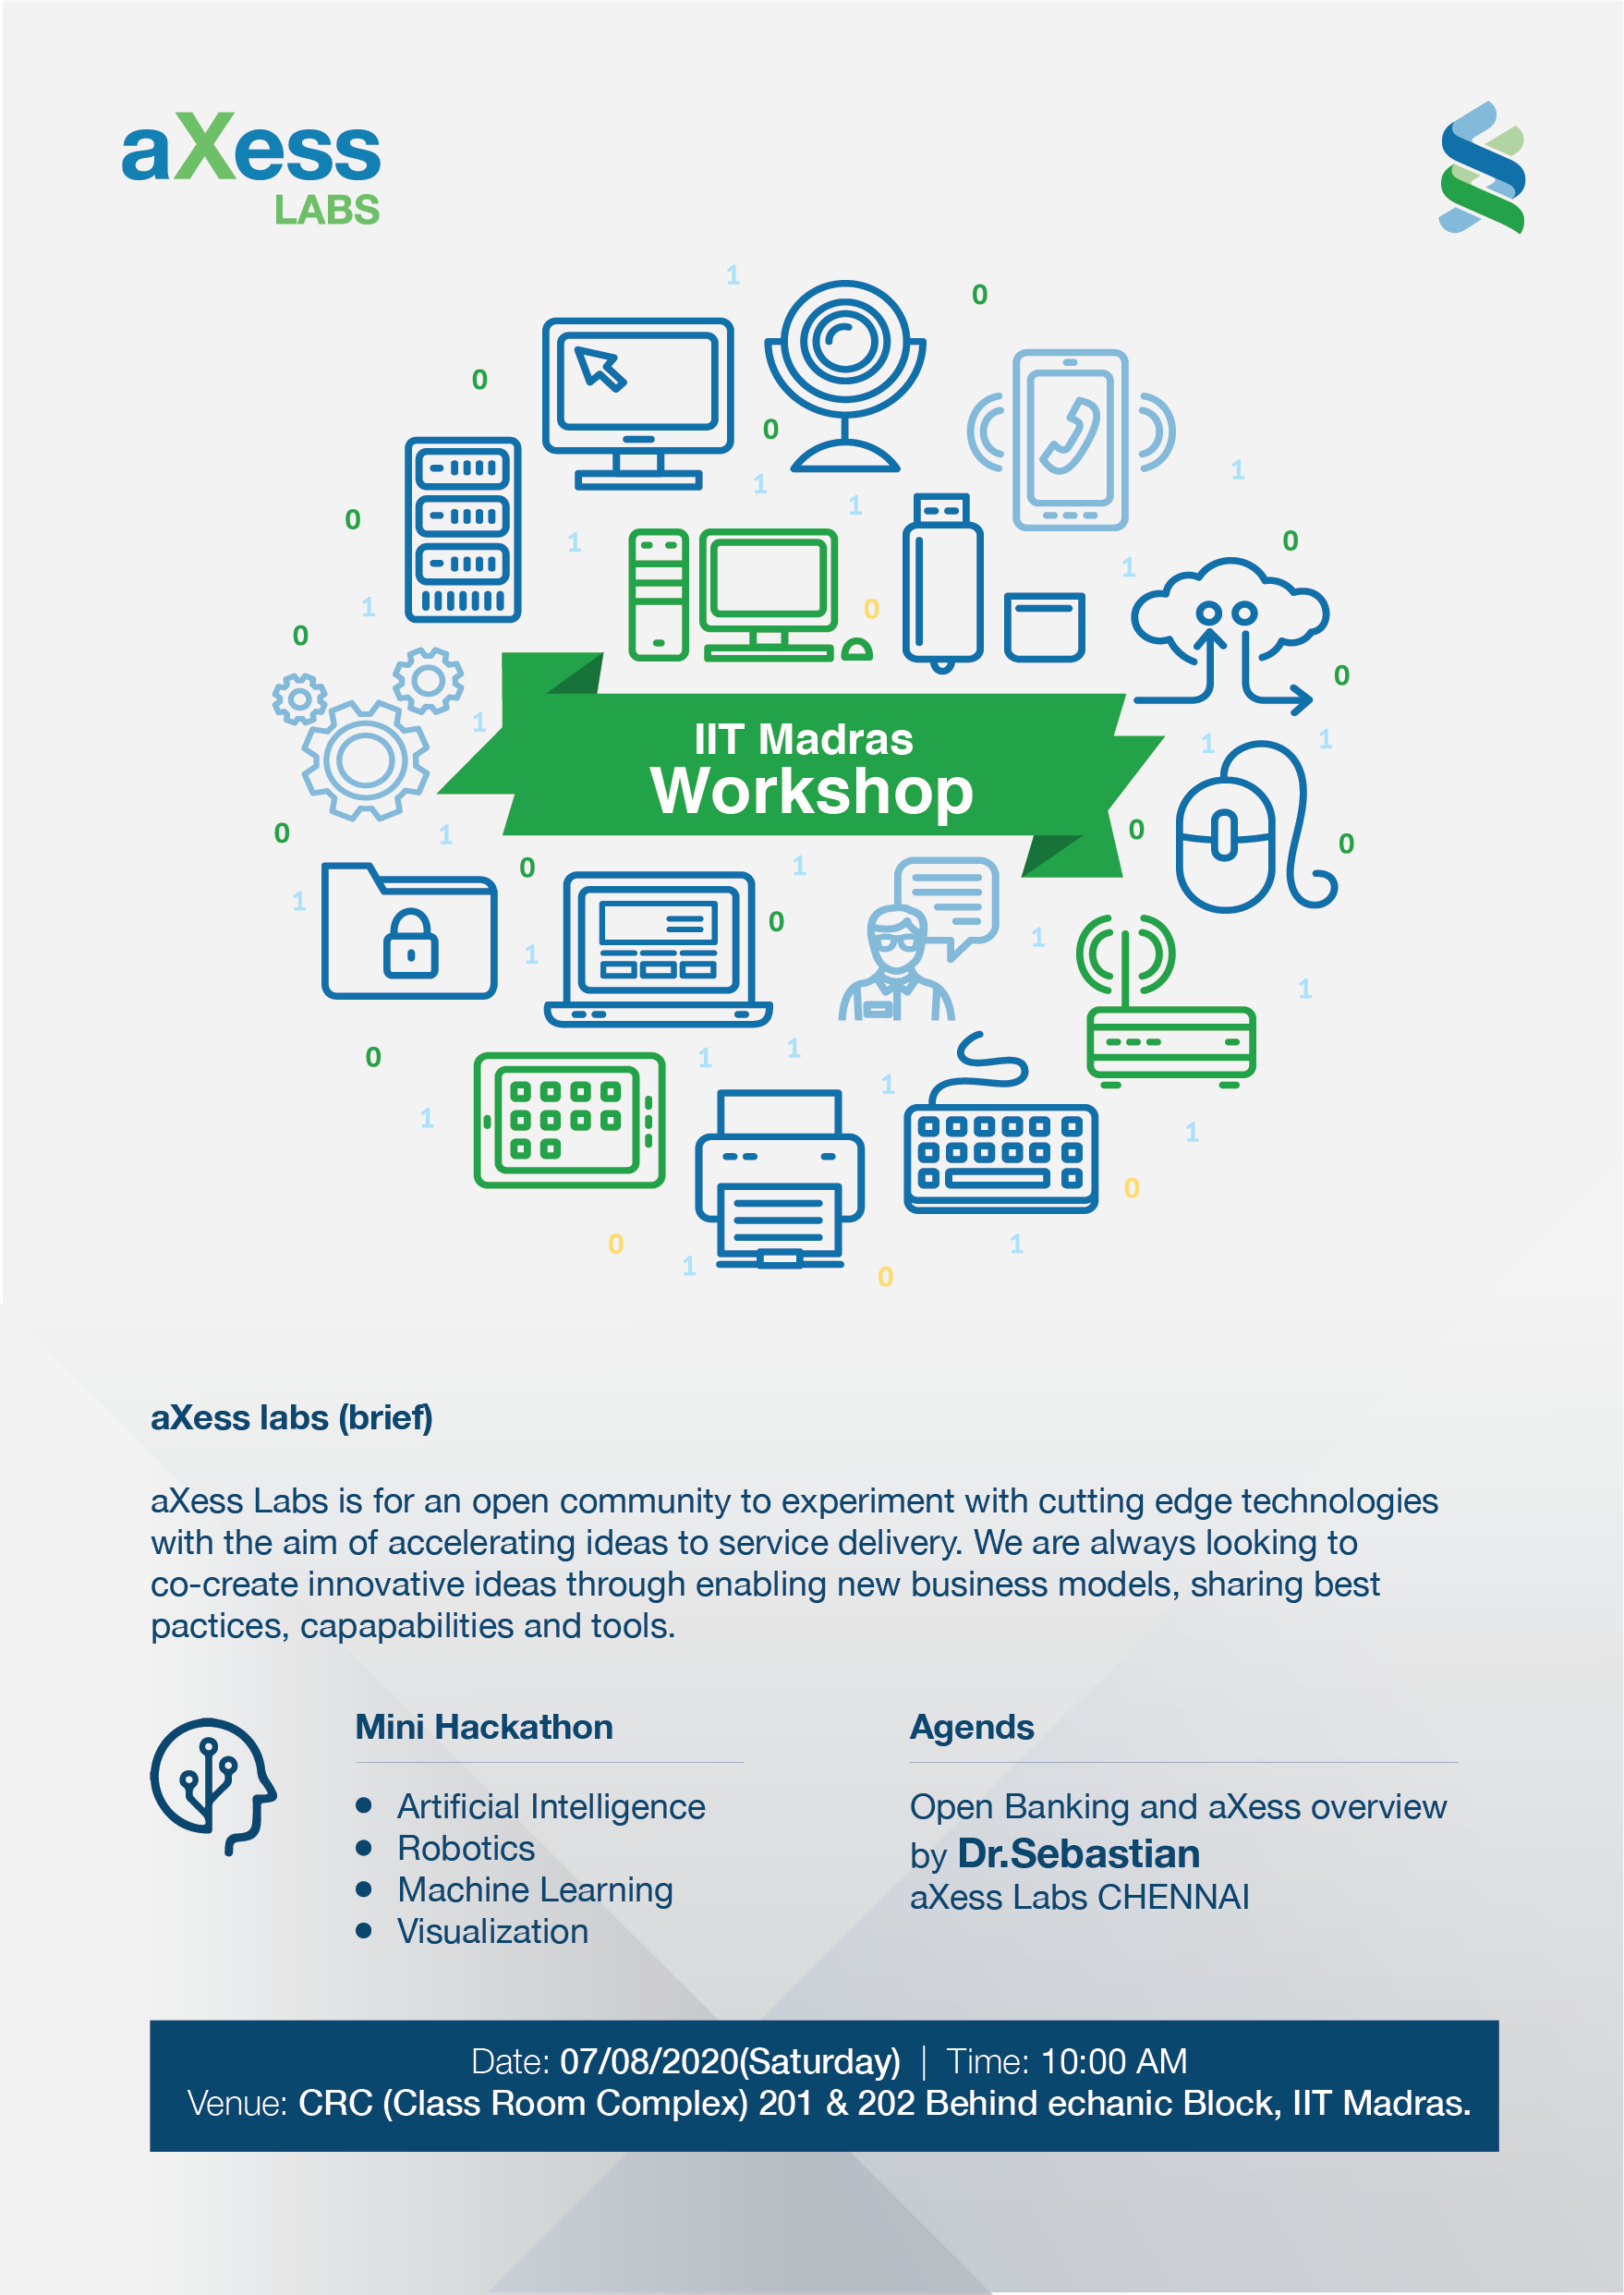 aXess
LABS
IIT Madras
Workshop
aXess labs (brief)
aXess Labs is for an open community to experiment with cutting edge technologies
with the aim of accelerating ideas to service delivery. We are always looking to
co-create innovative ideas through enabling new business models, sharing best
pactices, capapabilities and tools.
Mini Hackathon
• Artificial Intelligence
• Robotics
• Machine Learning
• Visualization
Agends
Open Banking and aXess overview
by Dr.Sebastian
aXess Labs CHENNAI
Date: 07/08/2020(Saturday) | Time: 10:00 AM
Venue: CRC (Class Room Complex) 201 & 202 Behind echanic Block, IIT Madras.